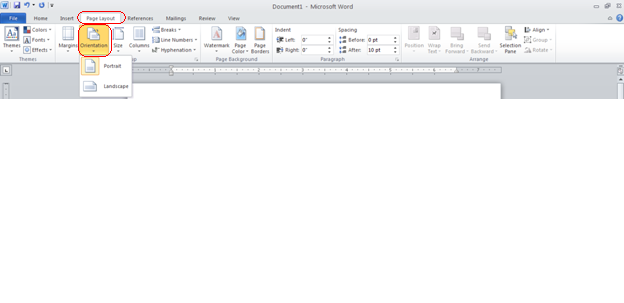 Document1 - Microsoft Word
File Home Insert Page Layout References Mailings Review View
Themes Colors Fonts Effects Margins Orientation Size Columns Breaks Line Numbers Hyphenation Watermark Page Color Page Borders Indent Left: 0" Right: 0" Spacing Before: 0 pt After: 10 pt Position Wrap Text Bring Forward Send Backward Selection Pane Align Group Rotate
Themes Page Background Paragraph Arrange
Portrait
Landscape